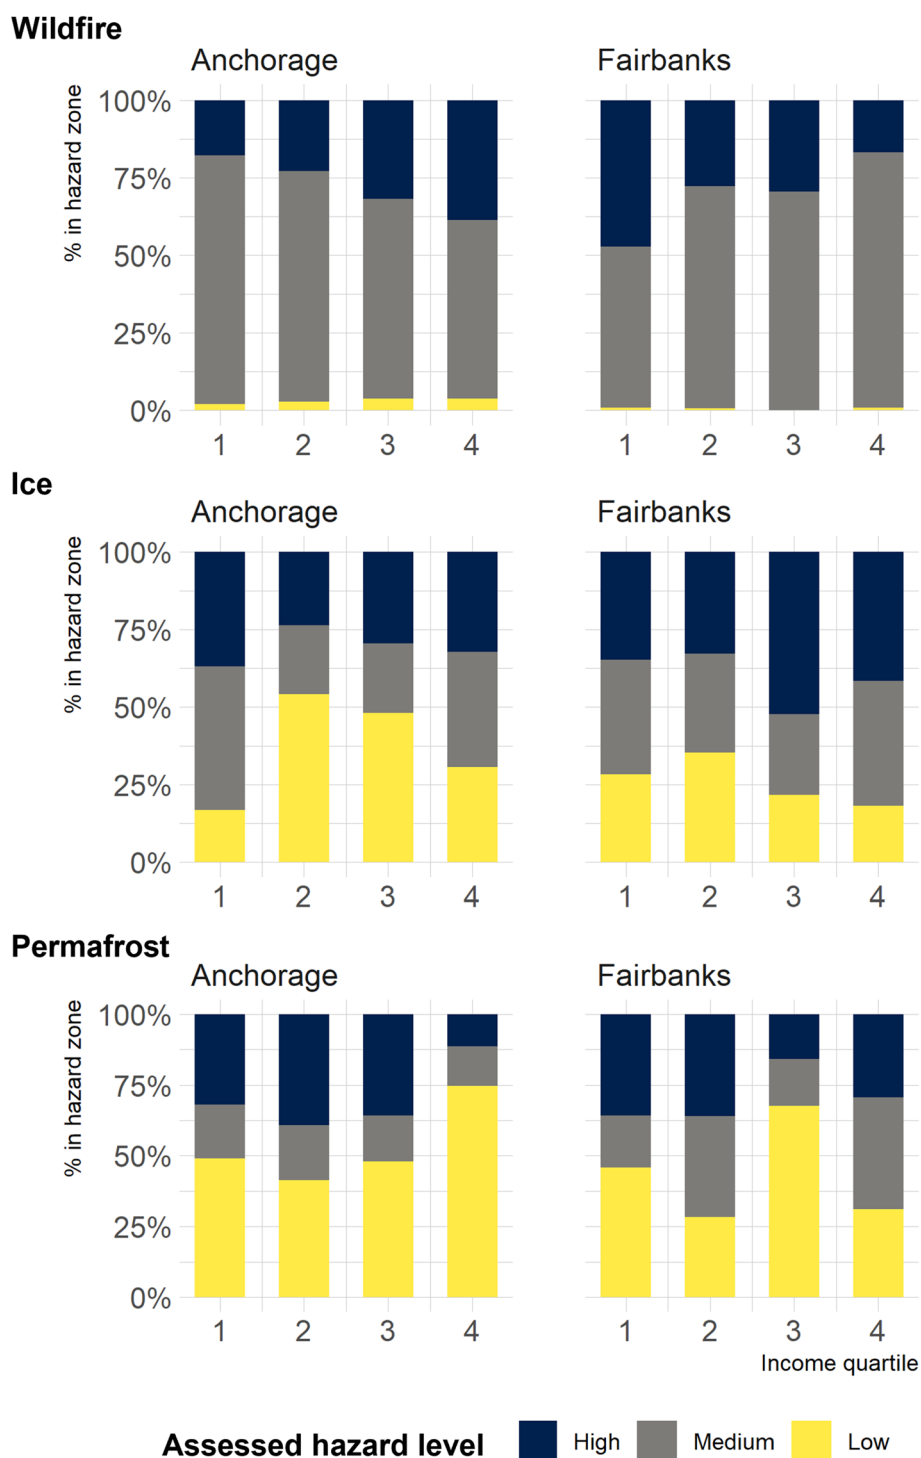 Wildfire
Anchorage Fairbanks
% in hazard zone
100%
75%
50%
25%
0%
1 2 3 4 1 2 3 4
Ice
Anchorage Fairbanks
% in hazard zone
100%
75%
50%
25%
0%
1 2 3 4 1 2 3 4
Permafrost
Anchorage Fairbanks
% in hazard zone
100%
75%
50%
25%
0%
1 2 3 4 1 2 3 4
Income quartile
Assessed hazard level High Medium Low